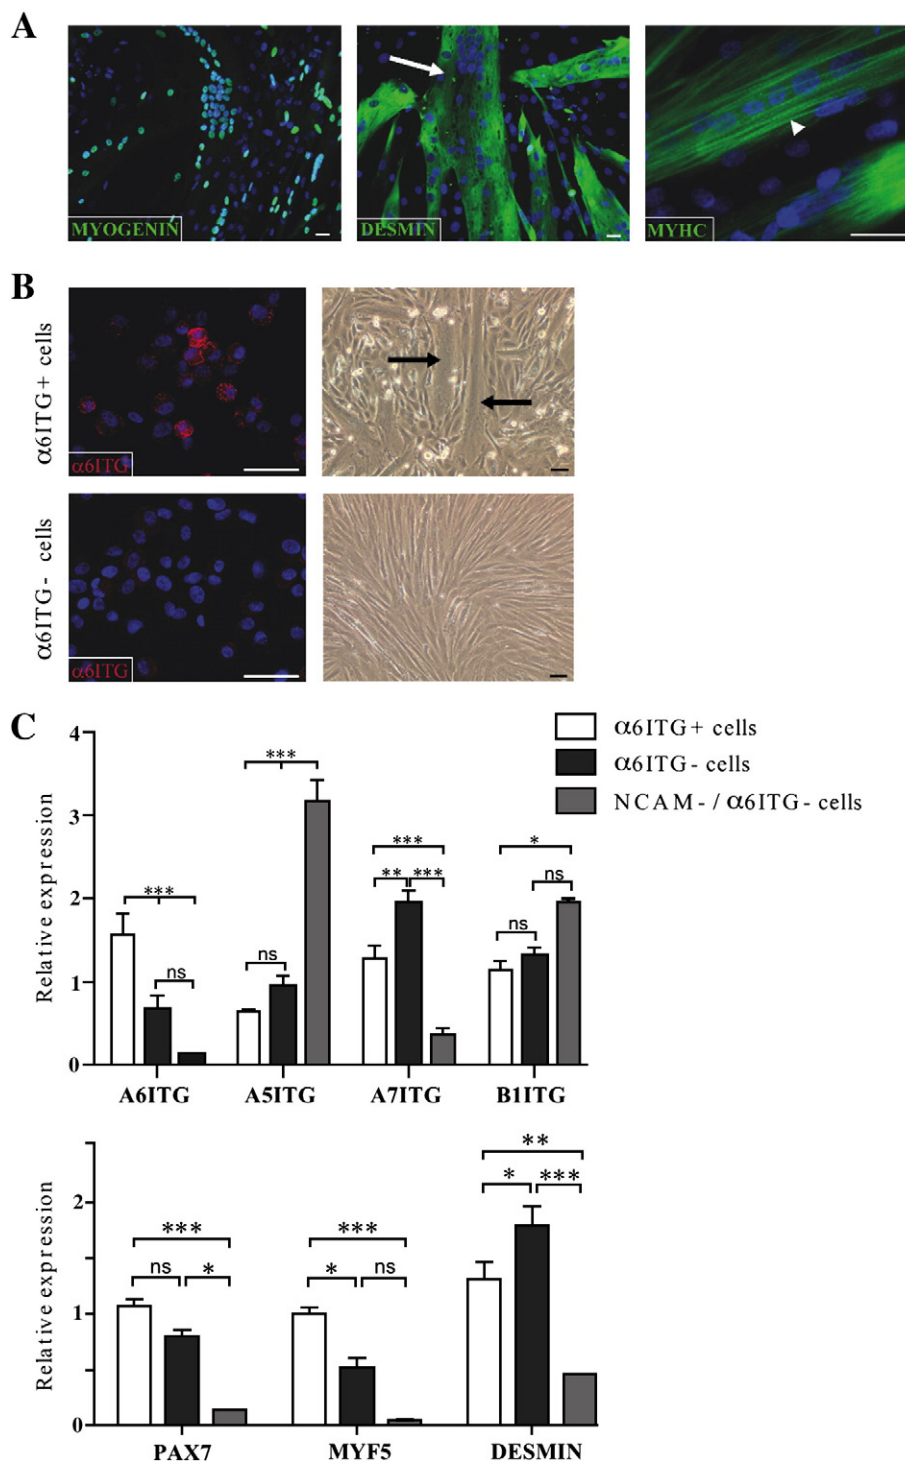 A
MYOGENIN
DESMIN
MYHC
B
α6ITG+ cells
α6ITG
α6ITG- cells
α6ITG
C
α6ITG+ cells
α6ITG- cells
NCAM-/α6ITG- cells
Relative expression
4
3
2
1
0
***
ns
***
ns
***
**
***
*
ns
ns
A6ITG
A5ITG
A7ITG
B1ITG
Relative expression
2
1
0
***
ns
*
***
*
ns
**
*
***
PAX7
MYF5
DESMIN